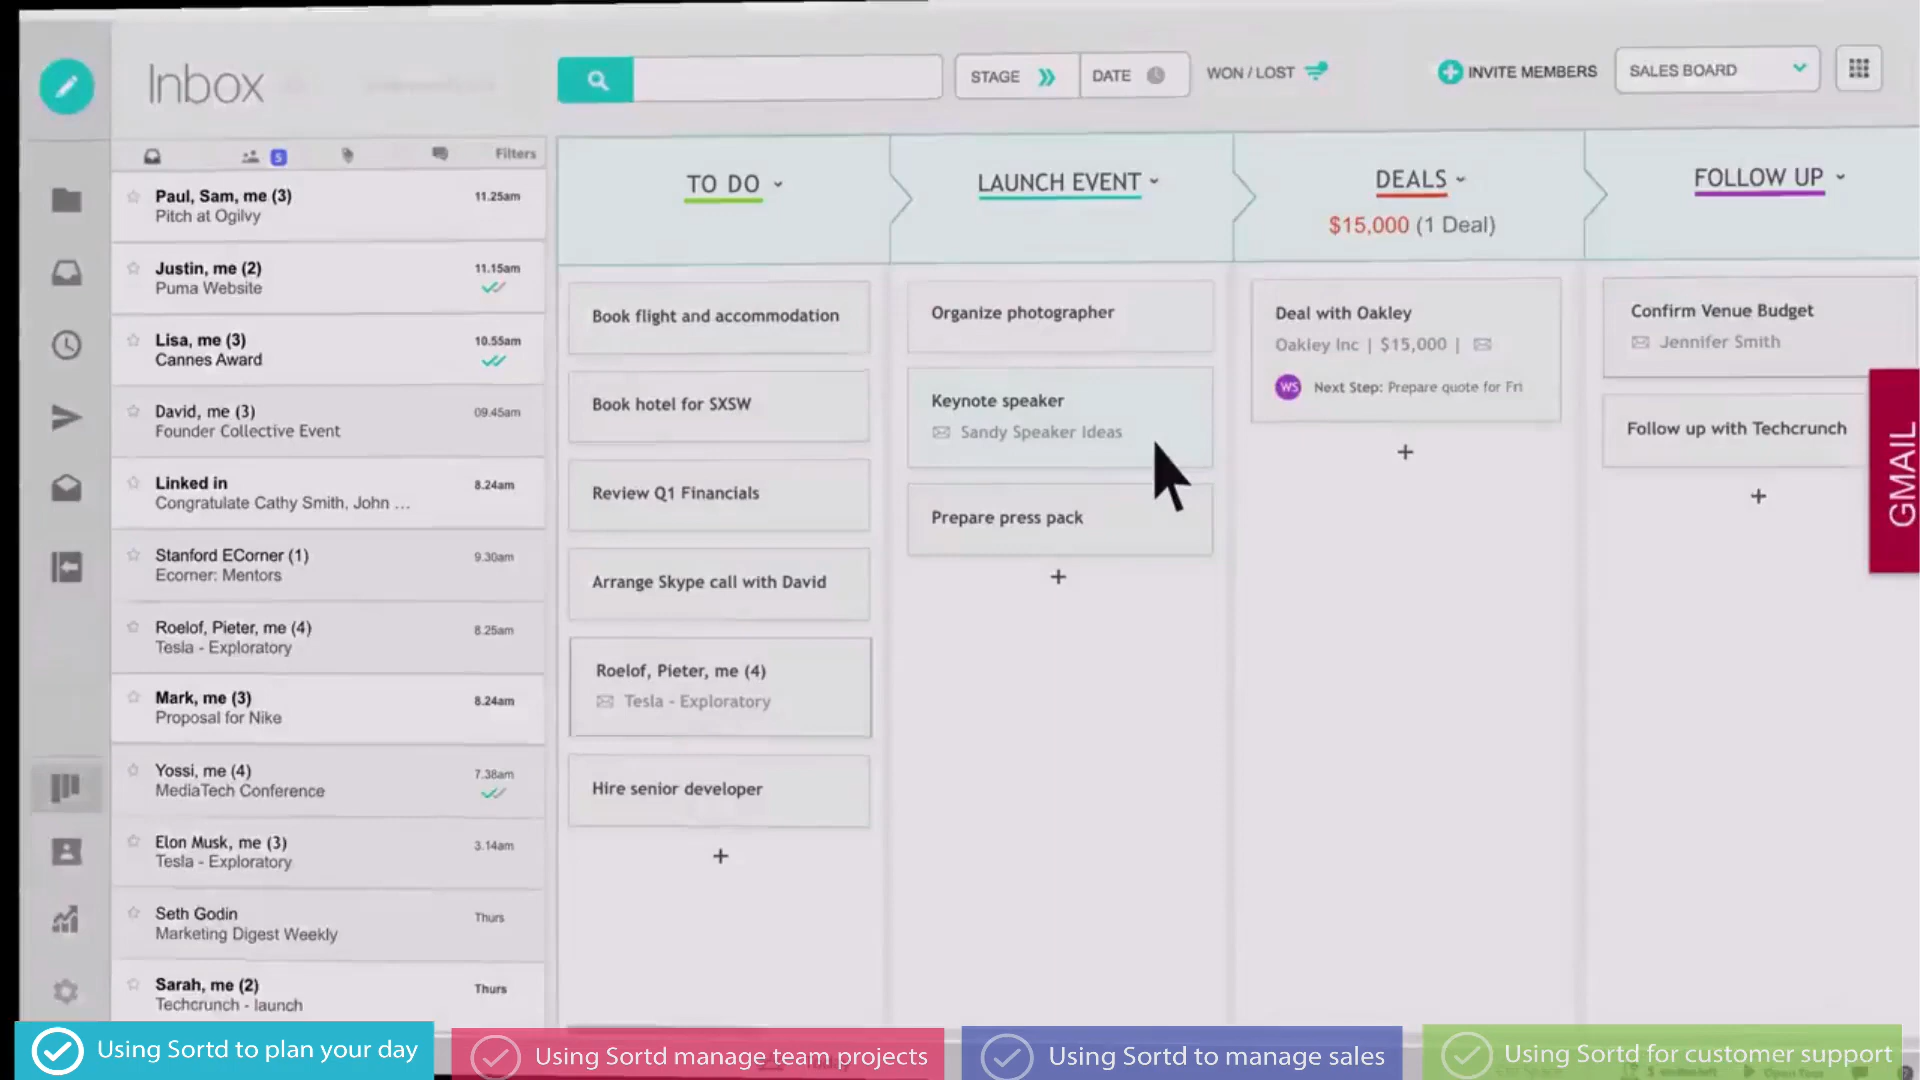 Inbox
STAGE
DATE
WON / LOST
INVITE MEMBERS
SALES BOARD
S
Filters
Paul, Sam, me (3)
11.25am
Pitch at Ogilvy
Justin, me (2)
11.15am
Puma Website
Lisa, me (3)
10.55am
Cannes Award
David, me (3)
09.45am
Founder Collective Event
Linked in
8.24am
Congratulate Cathy Smith, John ...
Stanford ECorner (1)
9.30am
Ecorner: Mentors
Roelof, Pieter, me (4)
8.25am
Tesla - Exploratory
Mark, me (3)
8.24am
Proposal for Nike
Yossi, me (4)
7.38am
MediaTech Conference
Elon Musk, me (3)
3.14am
Tesla - Exploratory
Seth Godin
Thurs
Marketing Digest Weekly
Sarah, me (2)
Thurs
Techcrunch - launch
TO DO
Book flight and accommodation
Book hotel for SXSW
Review Q1 Financials
Arrange Skype call with David
Roelof, Pieter, me (4)
Tesla - Exploratory
Hire senior developer
+
LAUNCH EVENT
Organize photographer
Keynote speaker
Sandy Speaker Ideas
Prepare press pack
+
DEALS
$15,000 (1 Deal)
Deal with Oakley
Oakley Inc | $15,000 |
WS
Next Step: Prepare quote for Fri
+
FOLLOW UP
Confirm Venue Budget
Jennifer Smith
Follow up with Techcrunch
+
GMAIL
Using Sortd to plan your day
Using Sortd manage team projects
Using Sortd to manage sales
Using Sortd for customer support